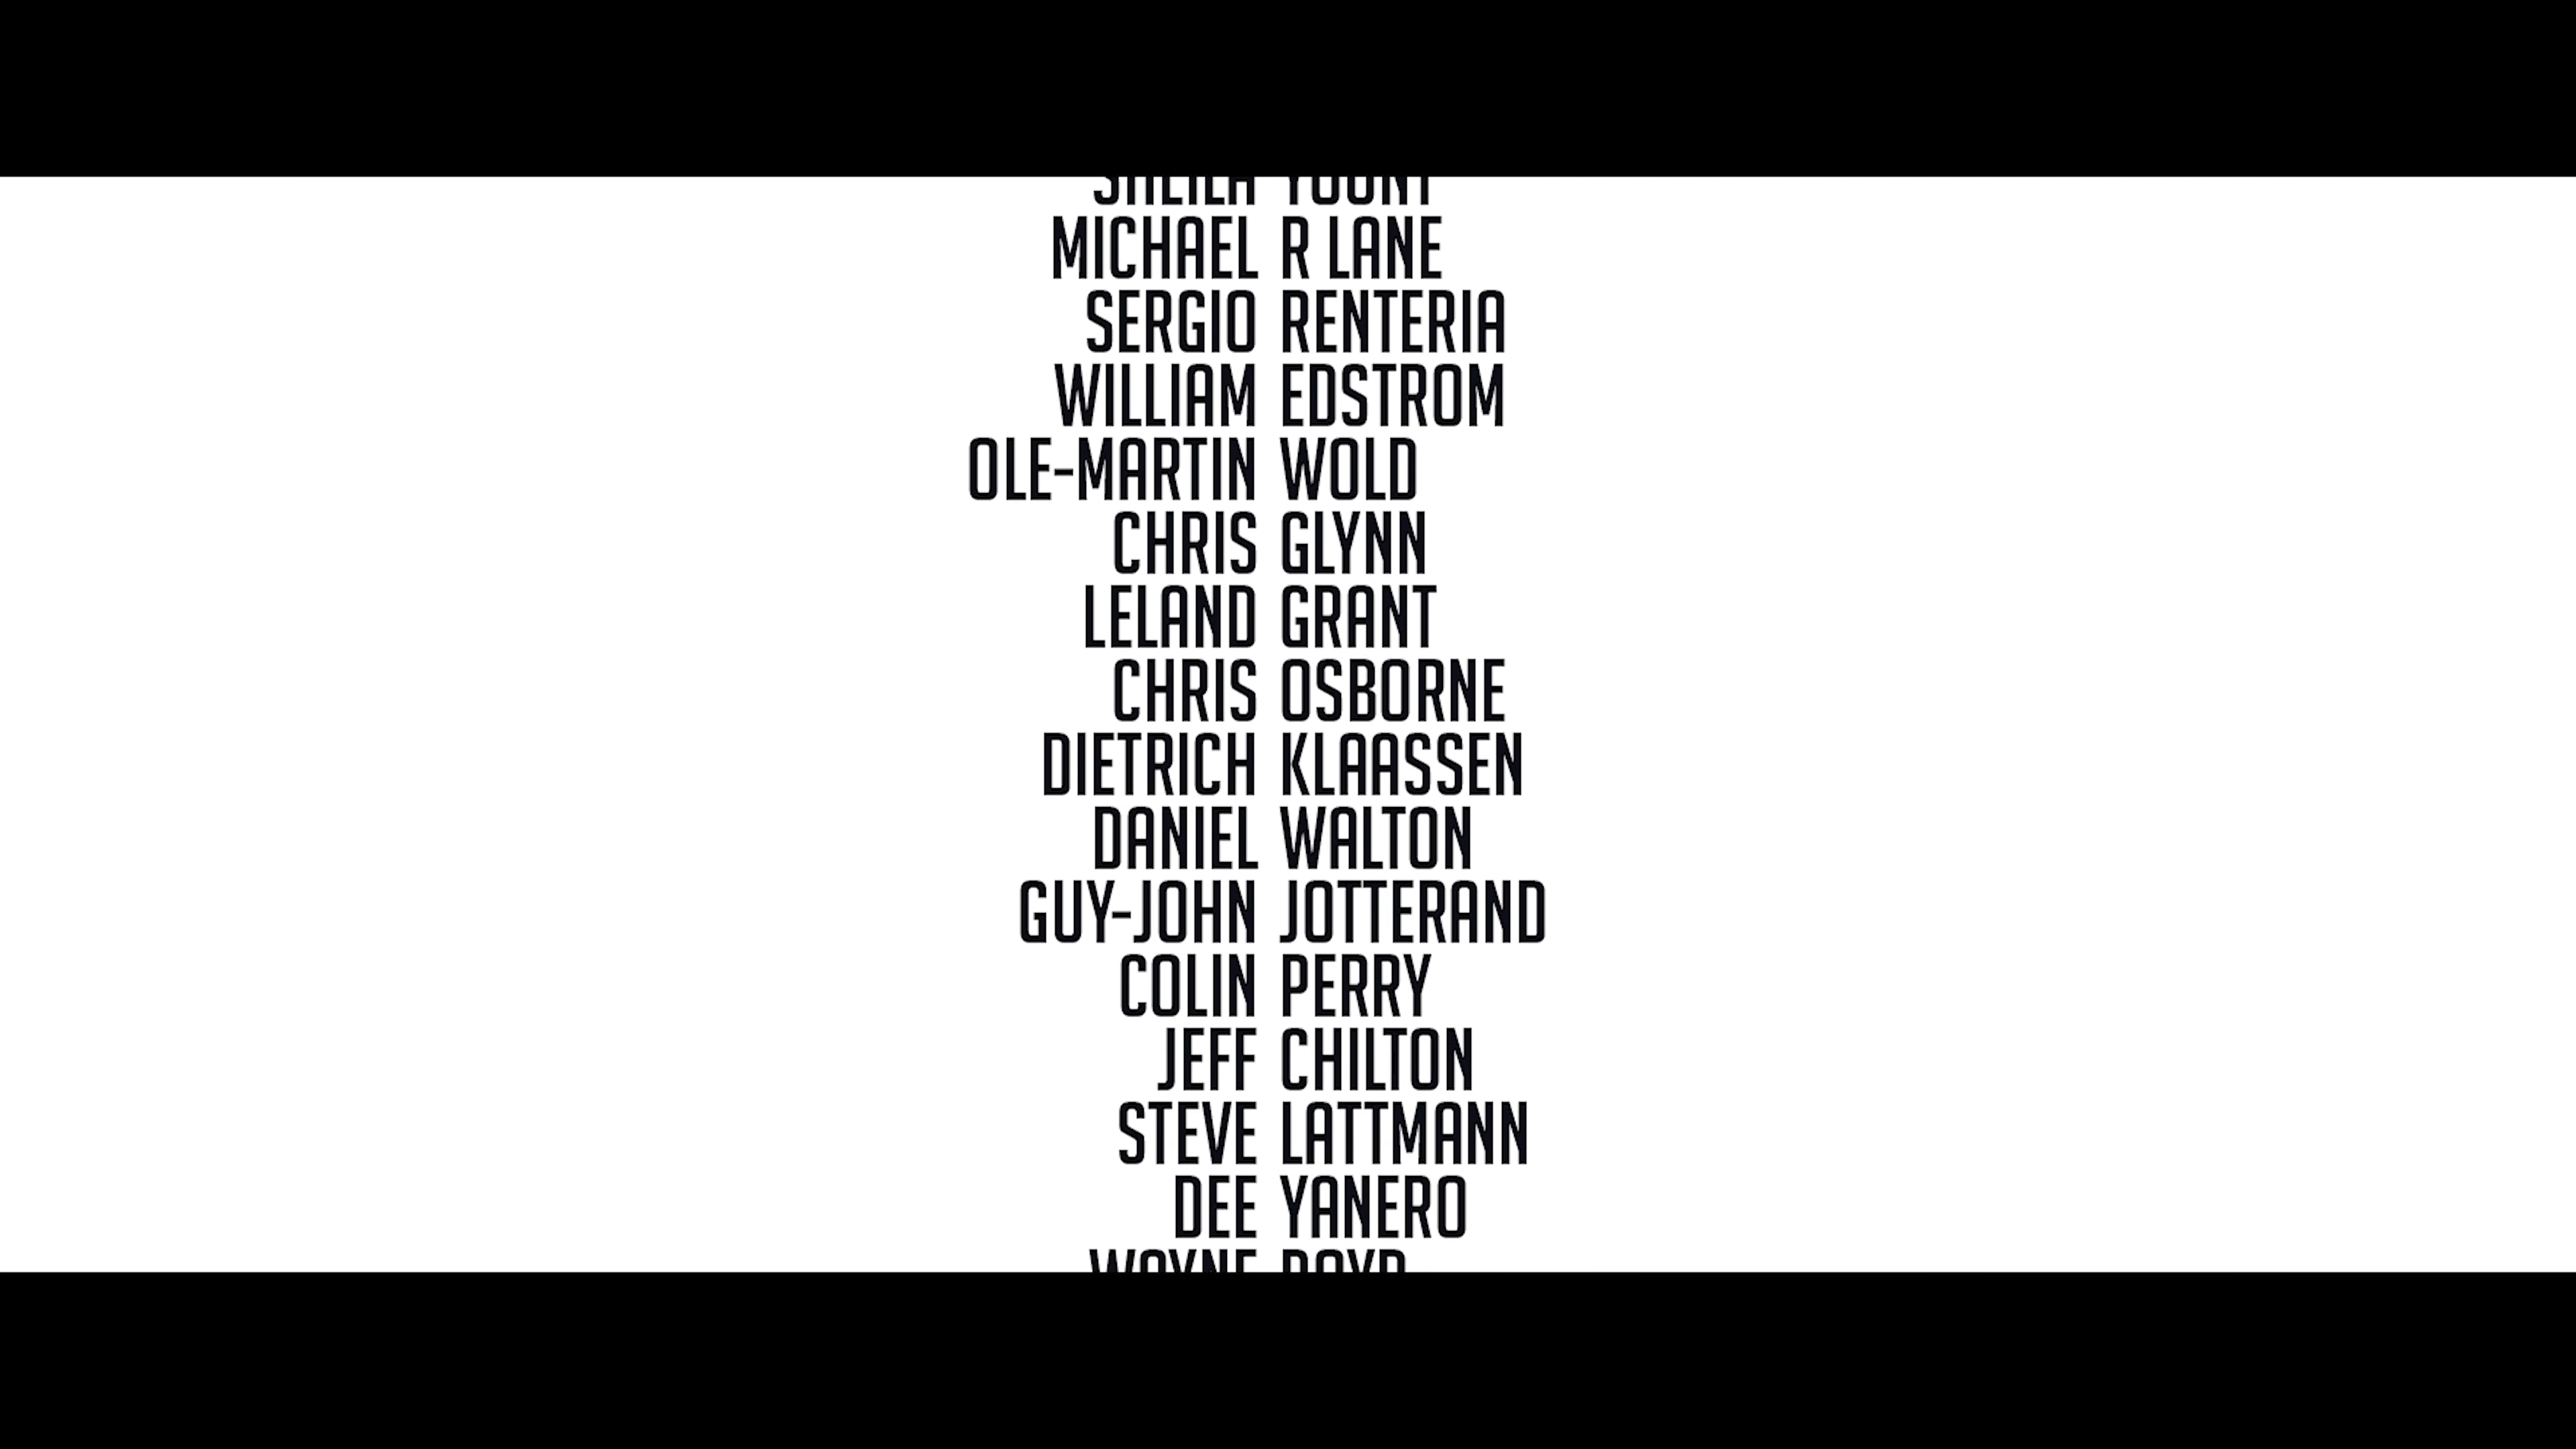 MICHAEL R LANE
SERGIO RENTERIA
WILLIAM EDSTROM
OLE-MARTIN WOLD
CHRIS GLYNN
LELAND GRANT
CHRIS OSBORNE
DIETRICH KLAASSEN
DANIEL WALTON
GUY-JOHN JOTTERAND
COLIN PERRY
JEFF CHILTON
STEVE LATTMANN
DEE YANERO
WAYNE